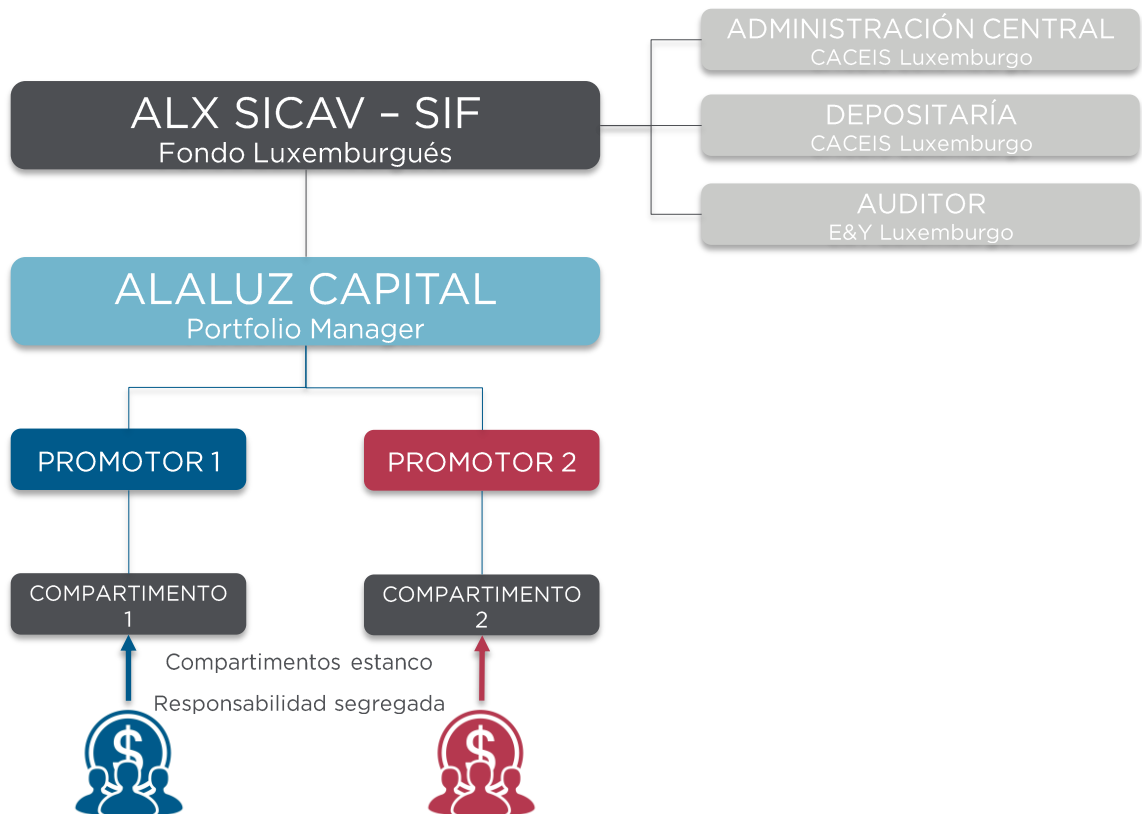 ADMINISTRACIÓN CENTRAL
CACEIS Luxemburgo
ALX SICAV – SIF
Fondo Luxemburgués
DEPOSITARÍA
CACEIS Luxemburgo
AUDITOR
E&Y Luxemburgo
ALALUZ CAPITAL
Portfolio Manager
PROMOTOR 1
PROMOTOR 2
COMPARTIMENTO
1
COMPARTIMENTO
2
Compartimentos estanco
Responsabilidad segregada
$
$